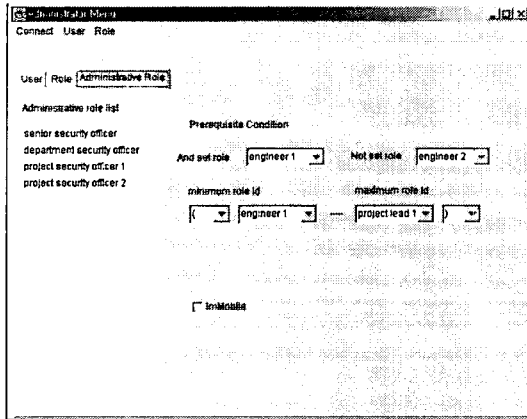 Administrator Menu
Connect User Role
User Role Administrative Role
Administrative role list
senior security officer
department security officer
project security officer 1
project security officer 2
Prerequisite Condition
And set role engineer 1 Not set role engineer 2
minimum role id maximum role id
( engineer 1 — project lead 1 )
ImMobile